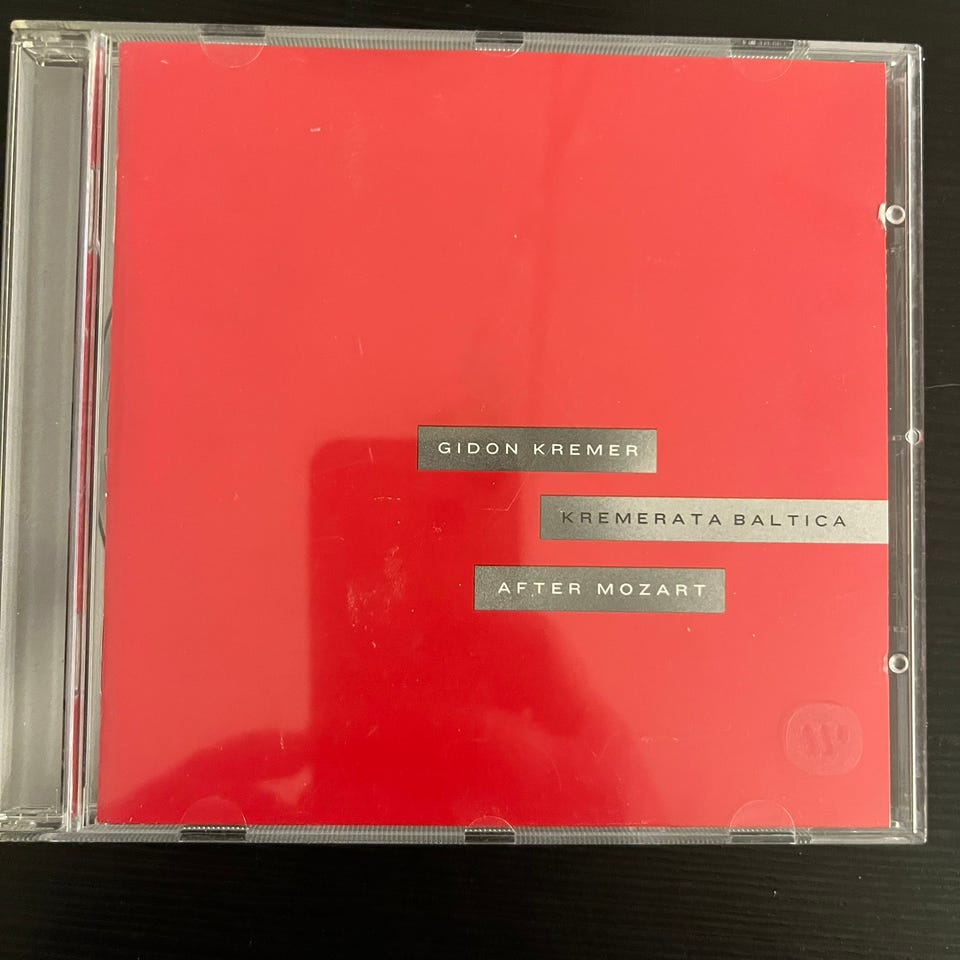 GIDON KREMER
KREMERATA BALTICA
AFTER MOZART